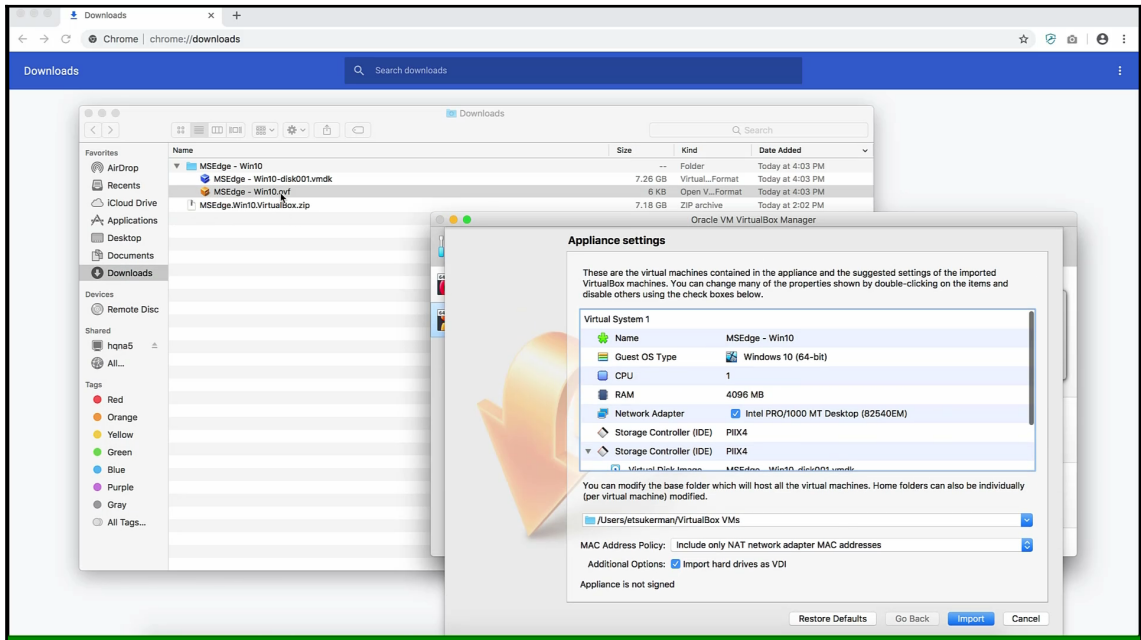 Downloads
Chrome chrome://downloads
Downloads
Search downloads
Downloads
Search
Favorites
AirDrop
Recents
iCloud Drive
Applications
Desktop
Documents
Downloads
Devices
Remote Disc
Shared
hqna5
All...
Tags
Red
Orange
Yellow
Green
Blue
Purple
Gray
All Tags...
Name Size Kind Date Added
MSEdge - Win10 -- Folder Today at 4:03 PM
MSEdge - Win10-disk001.vmdk 7.26 GB Virtual...Format Today at 4:03 PM
MSEdge - Win10.ovf 6 KB Open V...Format Today at 4:03 PM
MSEdge.Win10.VirtualBox.zip 7.18 GB ZIP archive Today at 2:02 PM
Oracle VM VirtualBox Manager
Appliance settings
These are the virtual machines contained in the appliance and the suggested settings of the imported
VirtualBox machines. You can change many of the properties shown by double-clicking on the items and
disable others using the check boxes below.
Virtual System 1
Name MSEdge - Win10
Guest OS Type Windows 10 (64-bit)
CPU 1
RAM 4096 MB
Network Adapter Intel PRO/1000 MT Desktop (82540EM)
Storage Controller (IDE) PIIX4
Storage Controller (IDE) PIIX4
Virtual Disk Image MSEdge - Win10-disk001.vmdk
You can modify the base folder which will host all the virtual machines. Home folders can also be individually
(per virtual machine) modified.
/Users/etsukerman/VirtualBox VMs
MAC Address Policy: Include only NAT network adapter MAC addresses
Additional Options: Import hard drives as VDI
Appliance is not signed
Restore Defaults Go Back Import Cancel